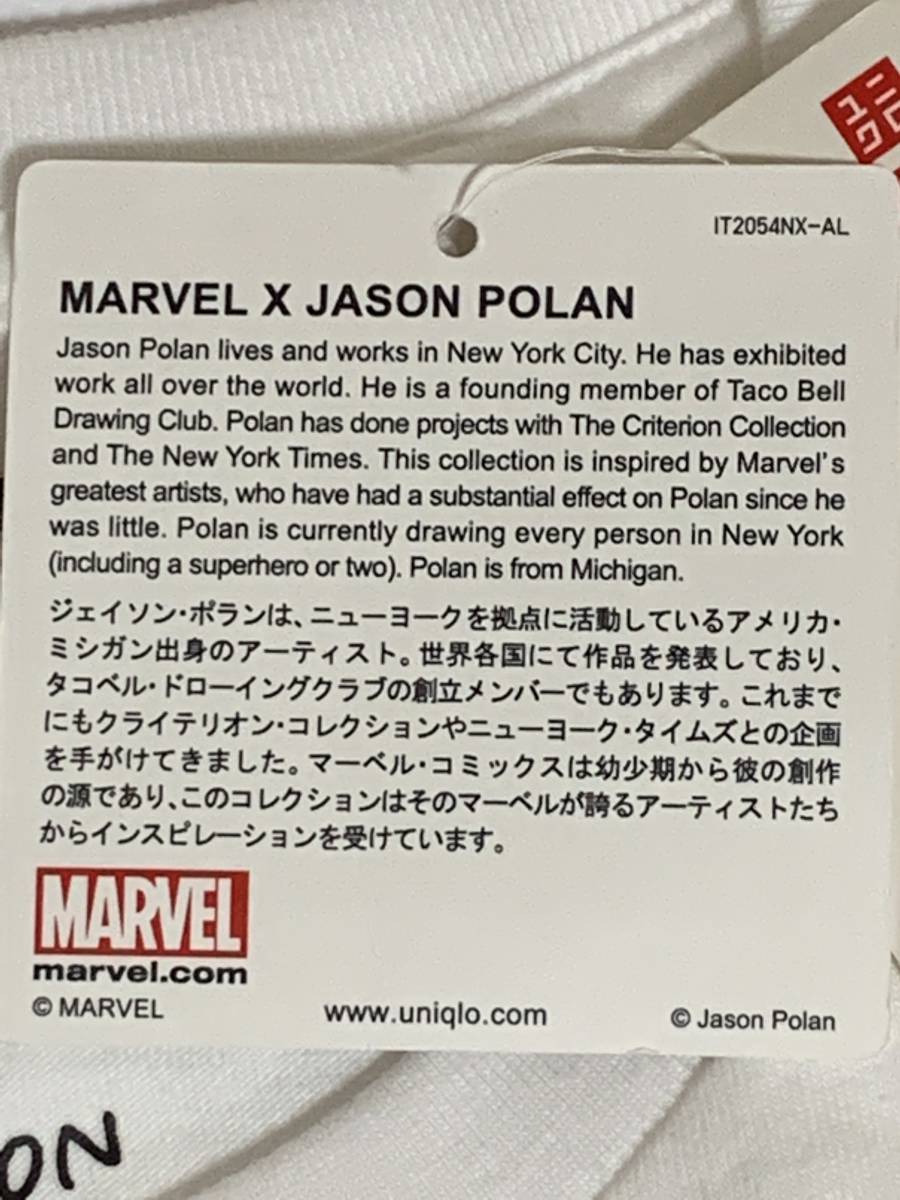 IT2054NX-AL
MARVEL X JASON POLAN
Jason Polan lives and works in New York City. He has exhibited
work all over the world. He is a founding member of Taco Bell
Drawing Club. Polan has done projects with The Criterion Collection
and The New York Times. This collection is inspired by Marvel's
greatest artists, who have had a substantial effect on Polan since he
was little. Polan is currently drawing every person in New York
(including a superhero or two). Polan is from Michigan.
ジェイソン・ポランは、ニューヨークを拠点に活動しているアメリカ・
ミシガン出身のアーティスト。世界各国にて作品を発表しており、
タコベル・ドローイングクラブの創立メンバーでもあります。これまで
にもクライテリオン・コレクションやニューヨーク・タイムズとの企画
を手がけてきました。マーベル・コミックスは幼少期から彼の創作
の源であり、このコレクションはそのマーベルが誇るアーティストたち
からインスピレーションを受けています。
MARVEL
marvel.com
© MARVEL
www.uniqlo.com
© Jason Polan
ON